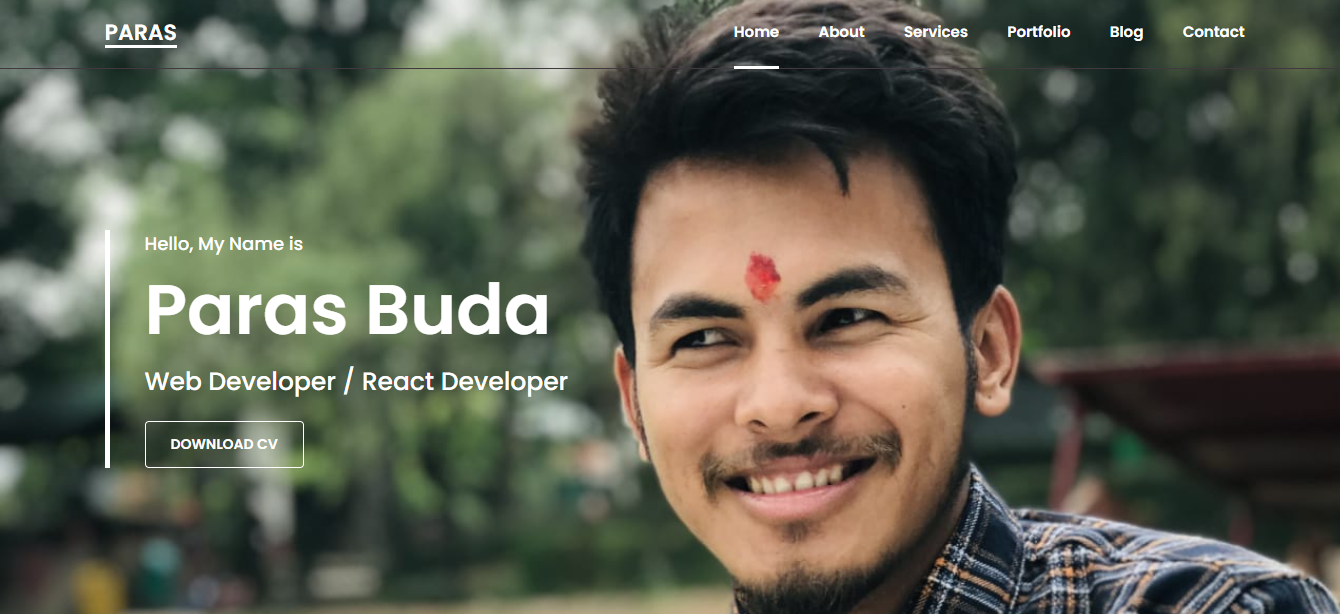 PARAS
Home About Services Portfolio Blog Contact
Hello, My Name is
Paras Buda
Web Developer / React Developer
DOWNLOAD CV